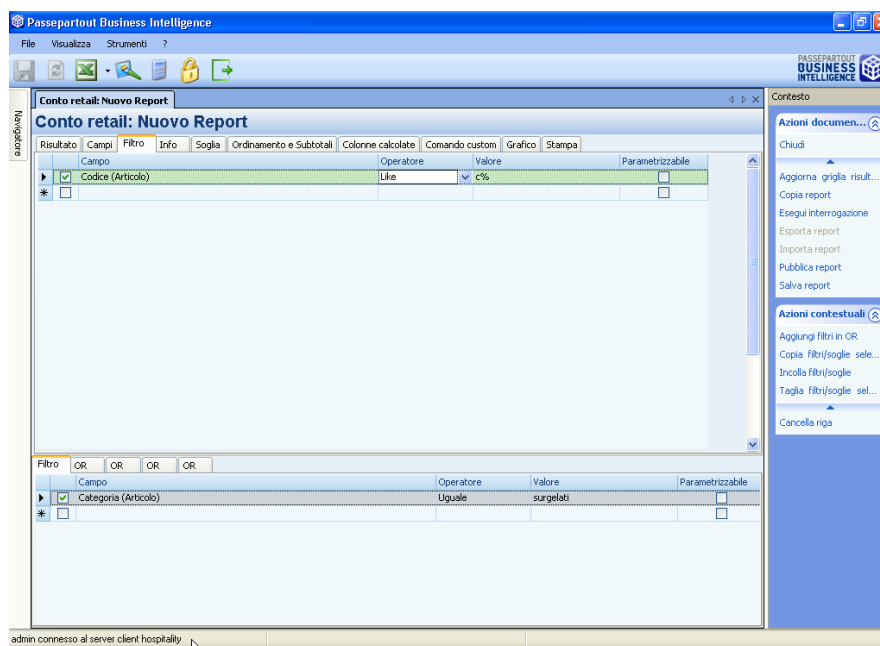 Passepartout Business Intelligence
File Visualizza Strumenti ?
PASSEPARTOUT
BUSINESS
INTELLIGENCE
Navigatore
Conto retail: Nuovo Report
Contesto
Conto retail: Nuovo Report
Risultato Campi Filtro Info Soglia Ordinamento e Subtotali Colonne calcolate Comando custom Grafico Stampa
Campo Operatore Valore Parametrizzabile
Codice (Articolo) Like c%
Azioni documen...
Chiudi
Aggiorna griglia risult...
Copia report
Esegui interrogazione
Esporta report
Importa report
Pubblica report
Salva report
Azioni contestuali
Aggiungi filtri in OR
Copia filtri/soglie sele...
Incolla filtri/soglie
Taglia filtri/soglie sel...
Cancella riga
Filtro OR OR OR OR
Campo Operatore Valore Parametrizzabile
Categoria (Articolo) Uguale surgelati
admin connesso al server client hospitality